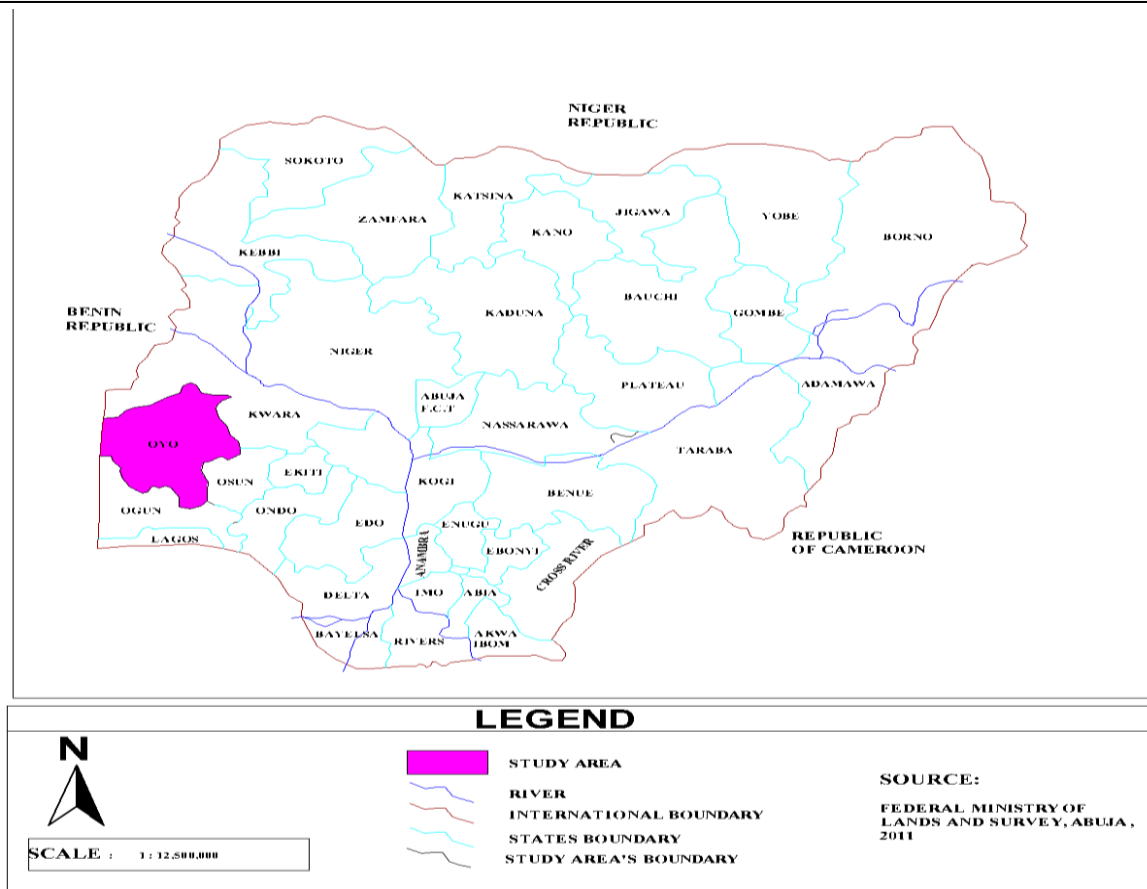 NIGER
REPUBLIC
SOKOTO
KATSINA
JIGAWA
ZAMFARA
KANO
YOBE
BORNO
KEBBI
BENIN
REPUBLIC
BAUCHI
GOMBE
KADUNA
NIGER
PLATEAU
ADAMAWA
ABUJA
F.C.T
KWARA
NASSARAWA
OYO
TARABA
EKITI
OSUN
KOGI
BENUE
OGUN
ONDO
EDO
ENUGU
LAGOS
ANAMBRA
EBONYI
CROSS RIVER
REPUBLIC
OF CAMEROON
DELTA
IMO
ABIA
BAYELSA
RIVERS
AKWA
IBOM
LEGEND
N
SCALE : 1 : 12,500,000
STUDY AREA
RIVER
INTERNATIONAL BOUNDARY
STATES BOUNDARY
STUDY AREA'S BOUNDARY
SOURCE:
FEDERAL MINISTRY OF
LANDS AND SURVEY, ABUJA ,
2011